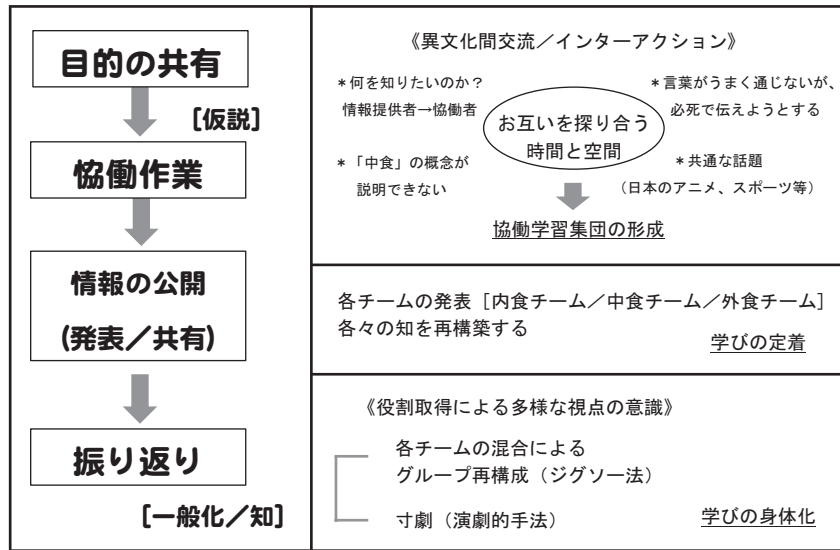 目的の共有
[仮説]
恊働作業
情報の公開
(発表／共有)
振り返り
[一般化／知]
《異文化間交流／インターアクション》
＊何を知りたいのか？
情報提供者→恊働者
＊言葉がうまく通じないが、
必死で伝えようとする
お互いを探り合う
時間と空間
＊「中食」の概念が
説明できない
＊共通な話題
（日本のアニメ、スポーツ等）
協働学習集団の形成
各チームの発表［内食チーム／中食チーム／外食チーム］
各々の知を再構築する
学びの定着
《役割取得による多様な視点の意識》
各チームの混合による
グループ再構成（ジグソー法）
寸劇（演劇的手法）
学びの身体化